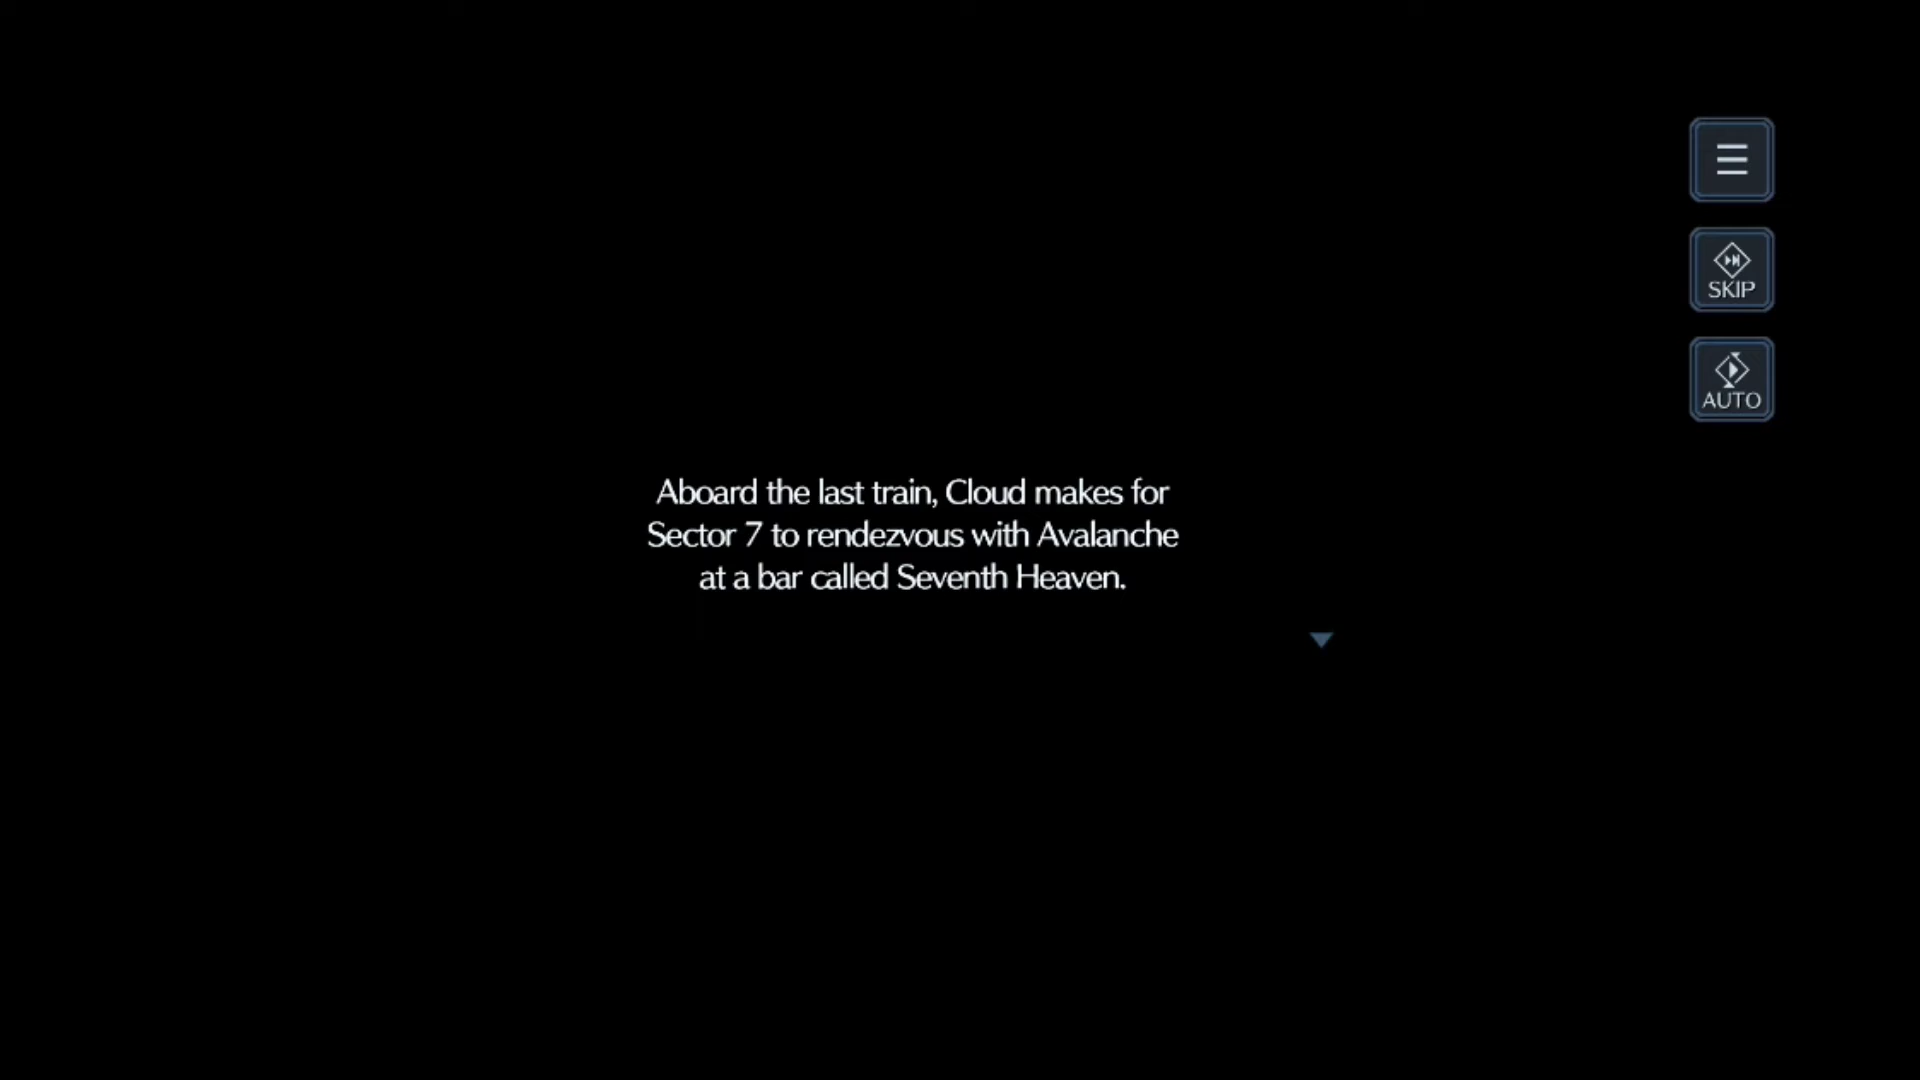 SKIP
AUTO
Aboard the last train, Cloud makes for
Sector 7 to rendezvous with Avalanche
at a bar called Seventh Heaven.